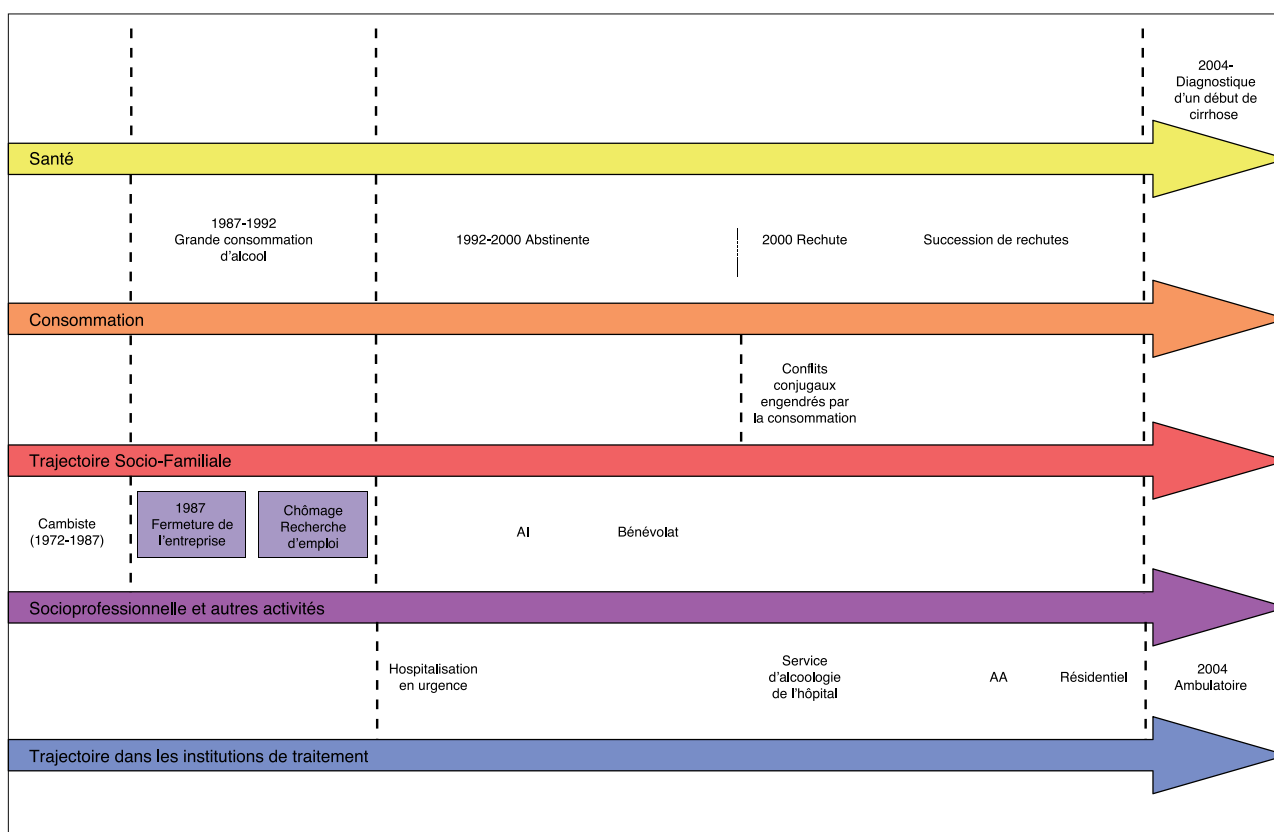 2004-
Diagnostique
d'un début de
cirrhose
Santé
1987-1992
Grande consommation
d'alcool
1992-2000 Abstinente
2000 Rechute
Succession de rechutes
Consommation
Conflits
conjugaux
engendrés par
la consommation
Trajectoire Socio-Familiale
Cambiste
(1972-1987)
1987
Fermeture de
l'entreprise
Chômage
Recherche
d'emploi
AI
Bénévolat
Socioprofessionnelle et autres activités
Hospitalisation
en urgence
Service
d'alcoologie
de l'hôpital
AA
Résidentiel
2004
Ambulatoire
Trajectoire dans les institutions de traitement